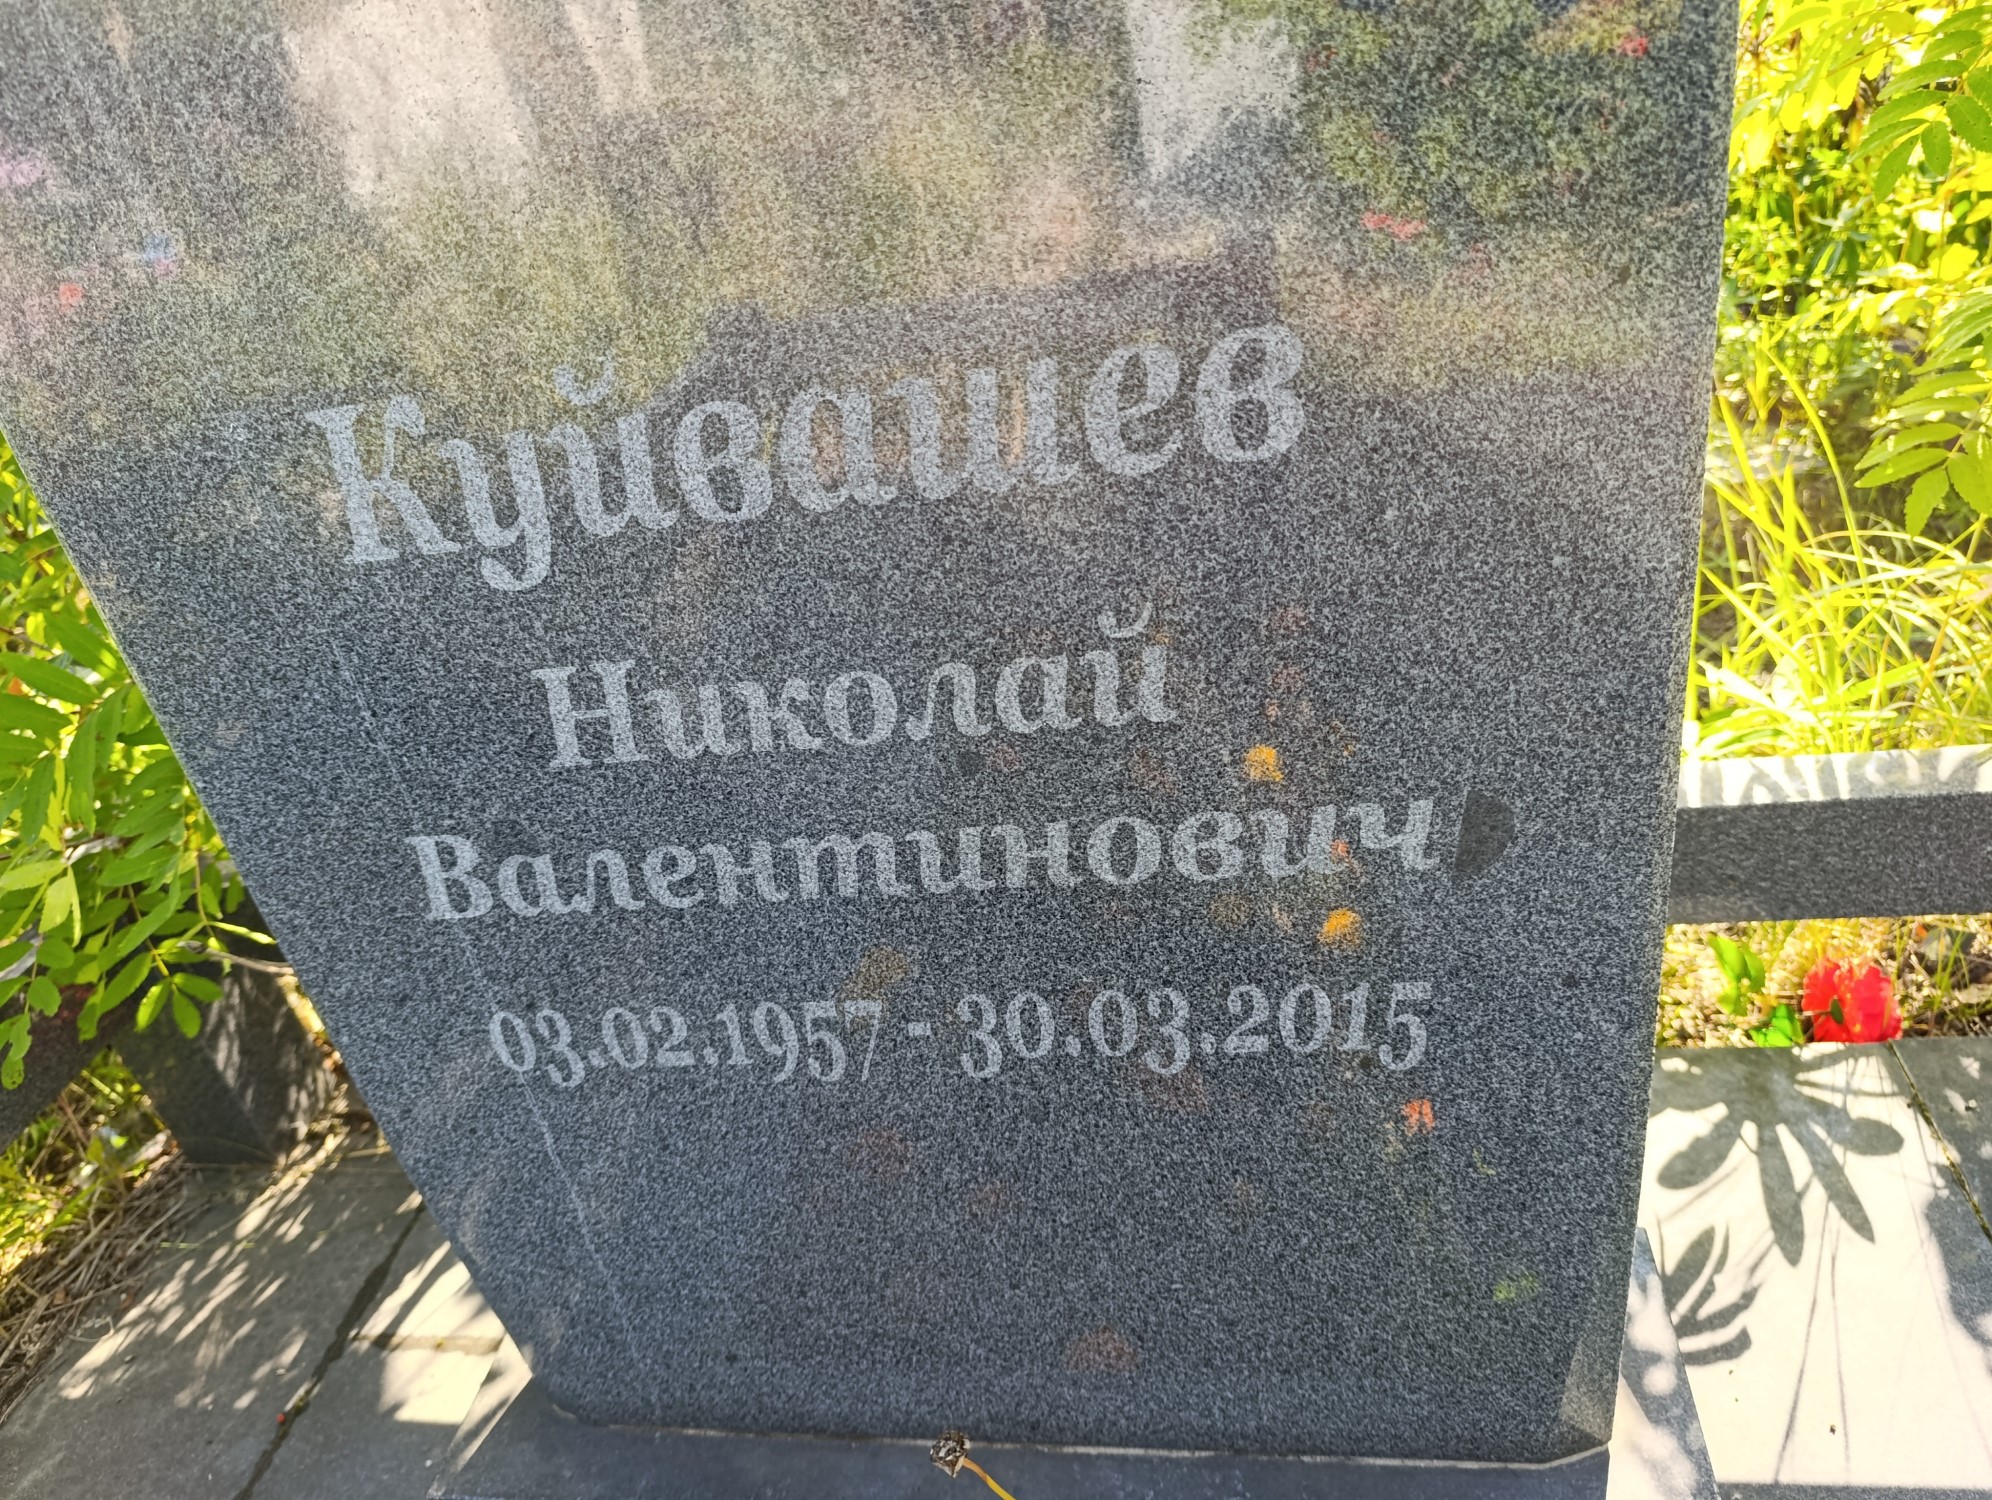 Куйвашев
Николай
Валентинович
03.02.1957 - 30.03.2015